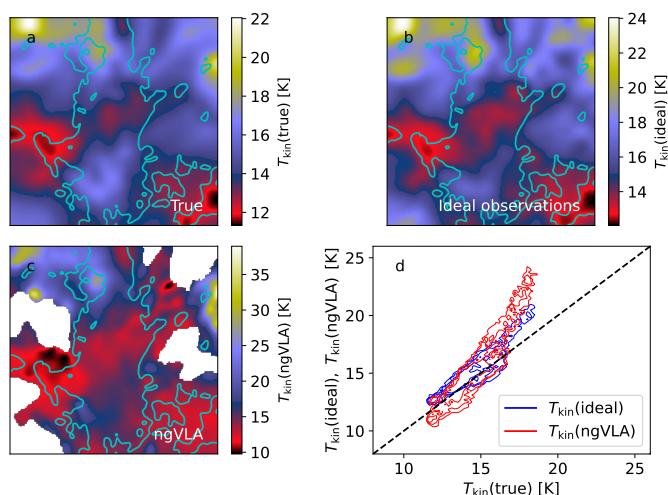 a
True
22
20
18
16
14
12
T_kin(true) [K]
b
Ideal observations
24
22
20
18
16
14
T_kin(ideal) [K]
c
ngVLA
35
30
25
20
15
10
T_kin(ngVLA) [K]
d
T_kin(ideal), T_kin(ngVLA) [K]
25
20
15
10
T_kin(ideal)
T_kin(ngVLA)
10 15 20 25
T_kin(true) [K]